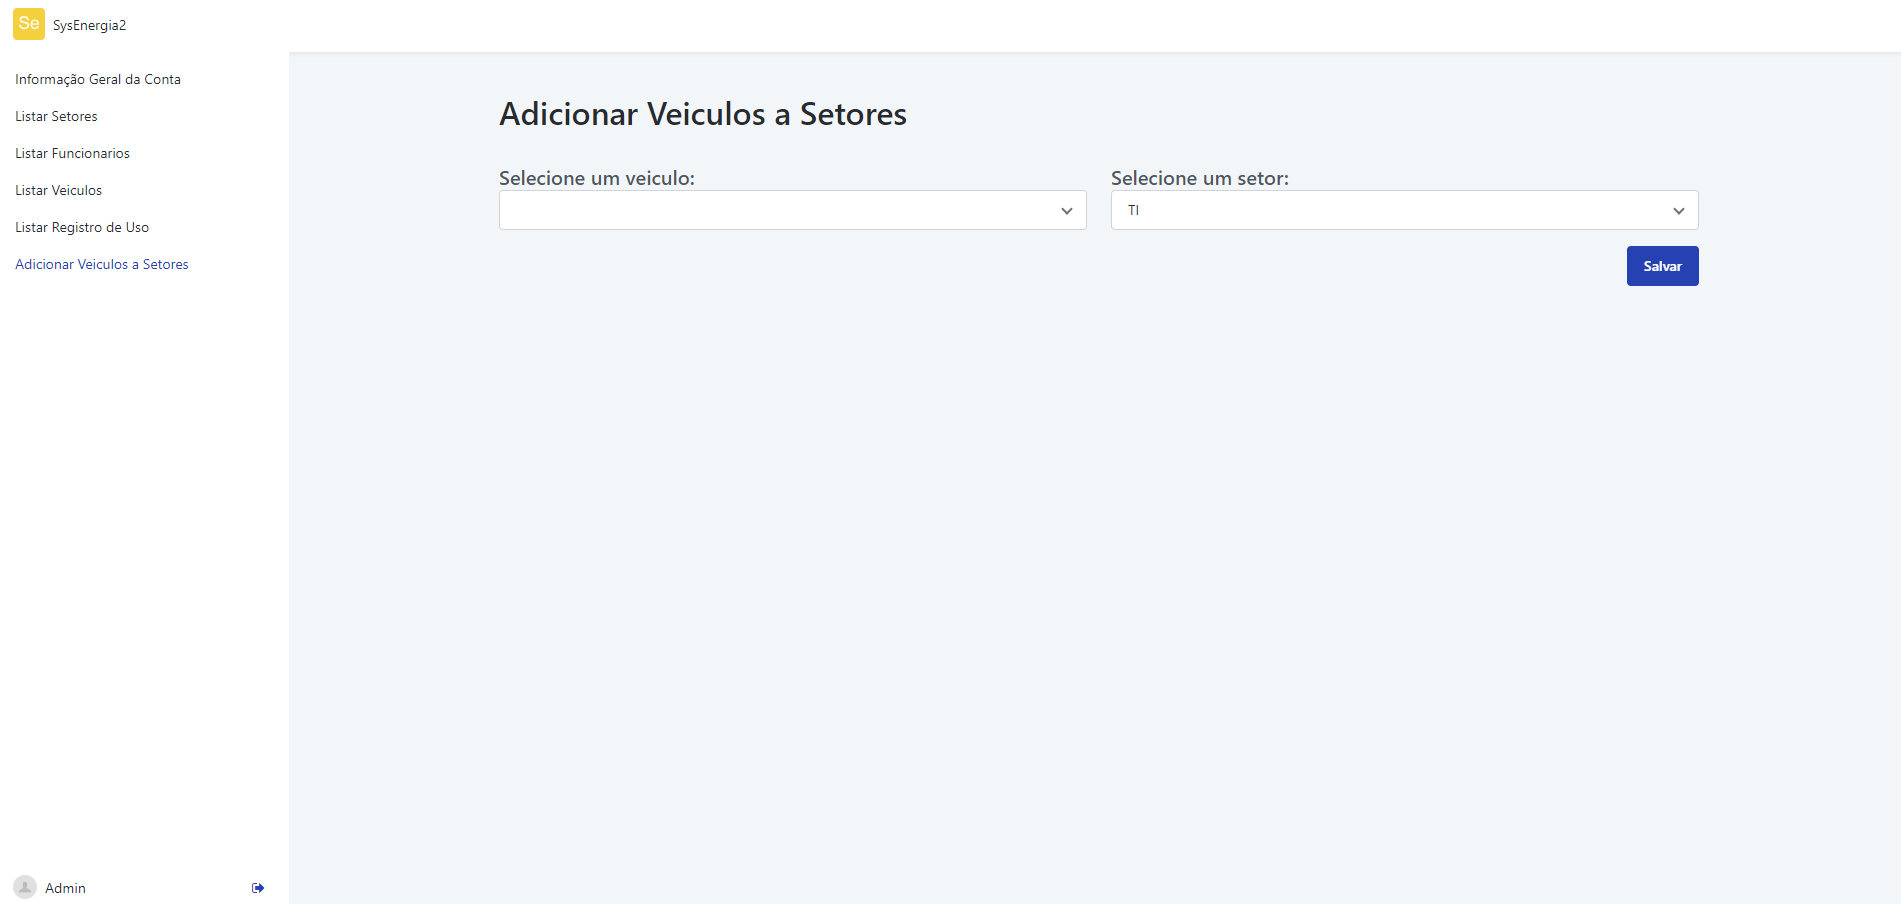 Se SysEnergia2
Informação Geral da Conta
Listar Setores
Listar Funcionarios
Listar Veiculos
Listar Registro de Uso
Adicionar Veiculos a Setores
Admin
Adicionar Veiculos a Setores
Selecione um veiculo:
Selecione um setor:
TI
Salvar